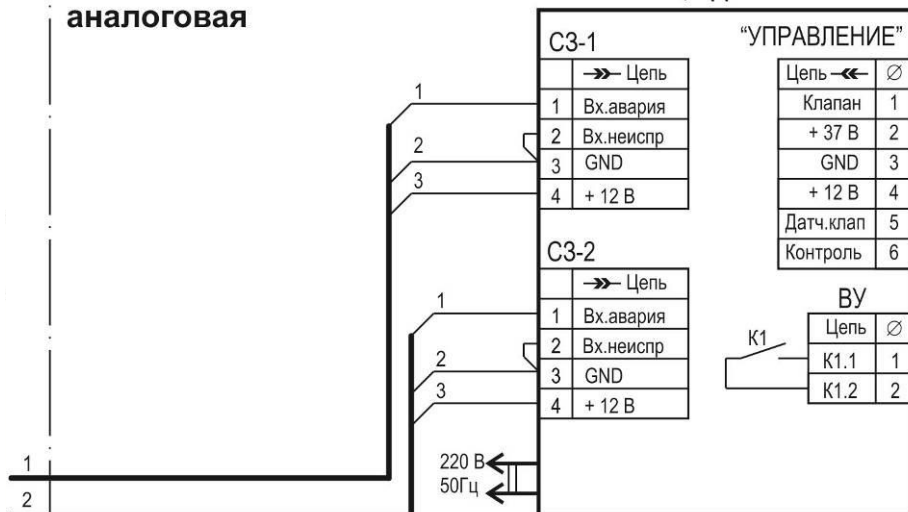 аналоговая
С3-1
Цепь
1 Вх.авария
2 Вх.неиспр
3 GND
4 + 12 В
1
2
3
“УПРАВЛЕНИЕ”
Цепь Ø
Клапан 1
+ 37 В 2
GND 3
+ 12 В 4
Датч.клап 5
Контроль 6
С3-2
Цепь
1 Вх.авария
2 Вх.неиспр
3 GND
4 + 12 В
1
2
3
ВУ
Цепь Ø
К1.1 1
К1.2 2
К1
220 В
50Гц
1
2